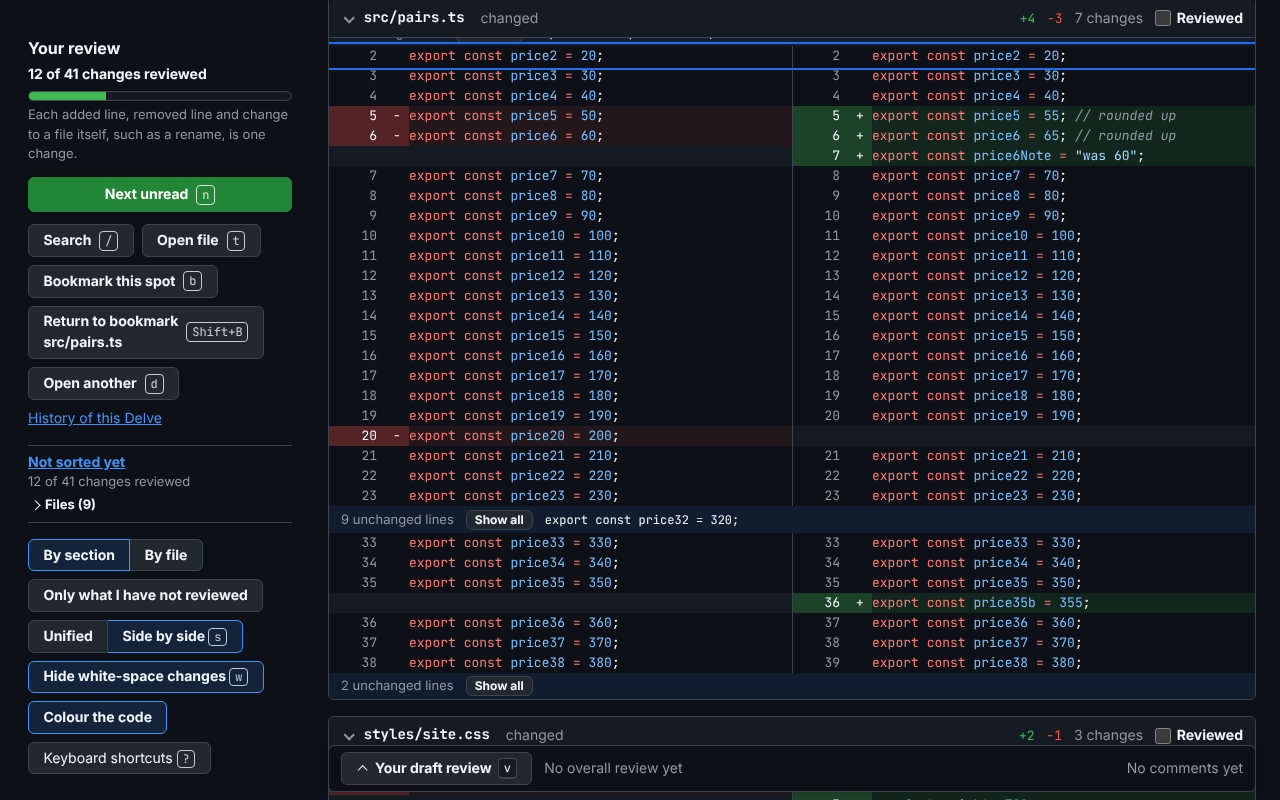 Your review
12 of 41 changes reviewed
Each added line, removed line and change
to a file itself, such as a rename, is one
change.
Next unread n
Search / Open file t
Bookmark this spot b
Return to bookmark
src/pairs.ts Shift+B
Open another d
History of this Delve
Not sorted yet
12 of 41 changes reviewed
Files (9)
By section By file
Only what I have not reviewed
Unified Side by side s
Hide white-space changes w
Colour the code
Keyboard shortcuts ?
src/pairs.ts changed +4 -3 7 changes Reviewed
2 export const price2 = 20; 2 export const price2 = 20;
3 export const price3 = 30; 3 export const price3 = 30;
4 export const price4 = 40; 4 export const price4 = 40;
5 - export const price5 = 50; 5 + export const price5 = 55; // rounded up
6 - export const price6 = 60; 6 + export const price6 = 65; // rounded up
7 + export const price6Note = "was 60";
7 export const price7 = 70; 8 export const price7 = 70;
8 export const price8 = 80; 9 export const price8 = 80;
9 export const price9 = 90; 10 export const price9 = 90;
10 export const price10 = 100; 11 export const price10 = 100;
11 export const price11 = 110; 12 export const price11 = 110;
12 export const price12 = 120; 13 export const price12 = 120;
13 export const price13 = 130; 14 export const price13 = 130;
14 export const price14 = 140; 15 export const price14 = 140;
15 export const price15 = 150; 16 export const price15 = 150;
16 export const price16 = 160; 17 export const price16 = 160;
17 export const price17 = 170; 18 export const price17 = 170;
18 export const price18 = 180; 19 export const price18 = 180;
19 export const price19 = 190; 20 export const price19 = 190;
20 - export const price20 = 200;
21 export const price21 = 210; 21 export const price21 = 210;
22 export const price22 = 220; 22 export const price22 = 220;
23 export const price23 = 230; 23 export const price23 = 230;
9 unchanged lines Show all export const price32 = 320;
33 export const price33 = 330; 33 export const price33 = 330;
34 export const price34 = 340; 34 export const price34 = 340;
35 export const price35 = 350; 35 export const price35 = 350;
36 + export const price35b = 355;
36 export const price36 = 360; 37 export const price36 = 360;
37 export const price37 = 370; 38 export const price37 = 370;
38 export const price38 = 380; 39 export const price38 = 380;
2 unchanged lines Show all
styles/site.css changed +2 -1 3 changes Reviewed
Your draft review v No overall review yet No comments yet